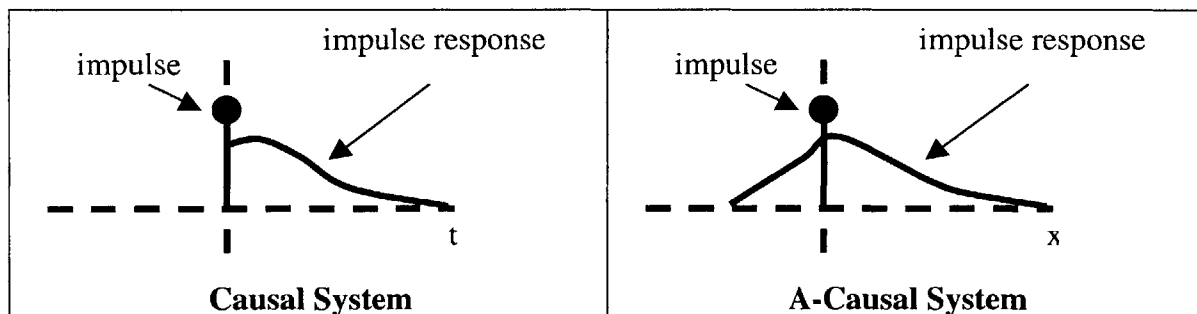 impulse response
impulse
t
Causal System
impulse response
impulse
x
A-Causal System